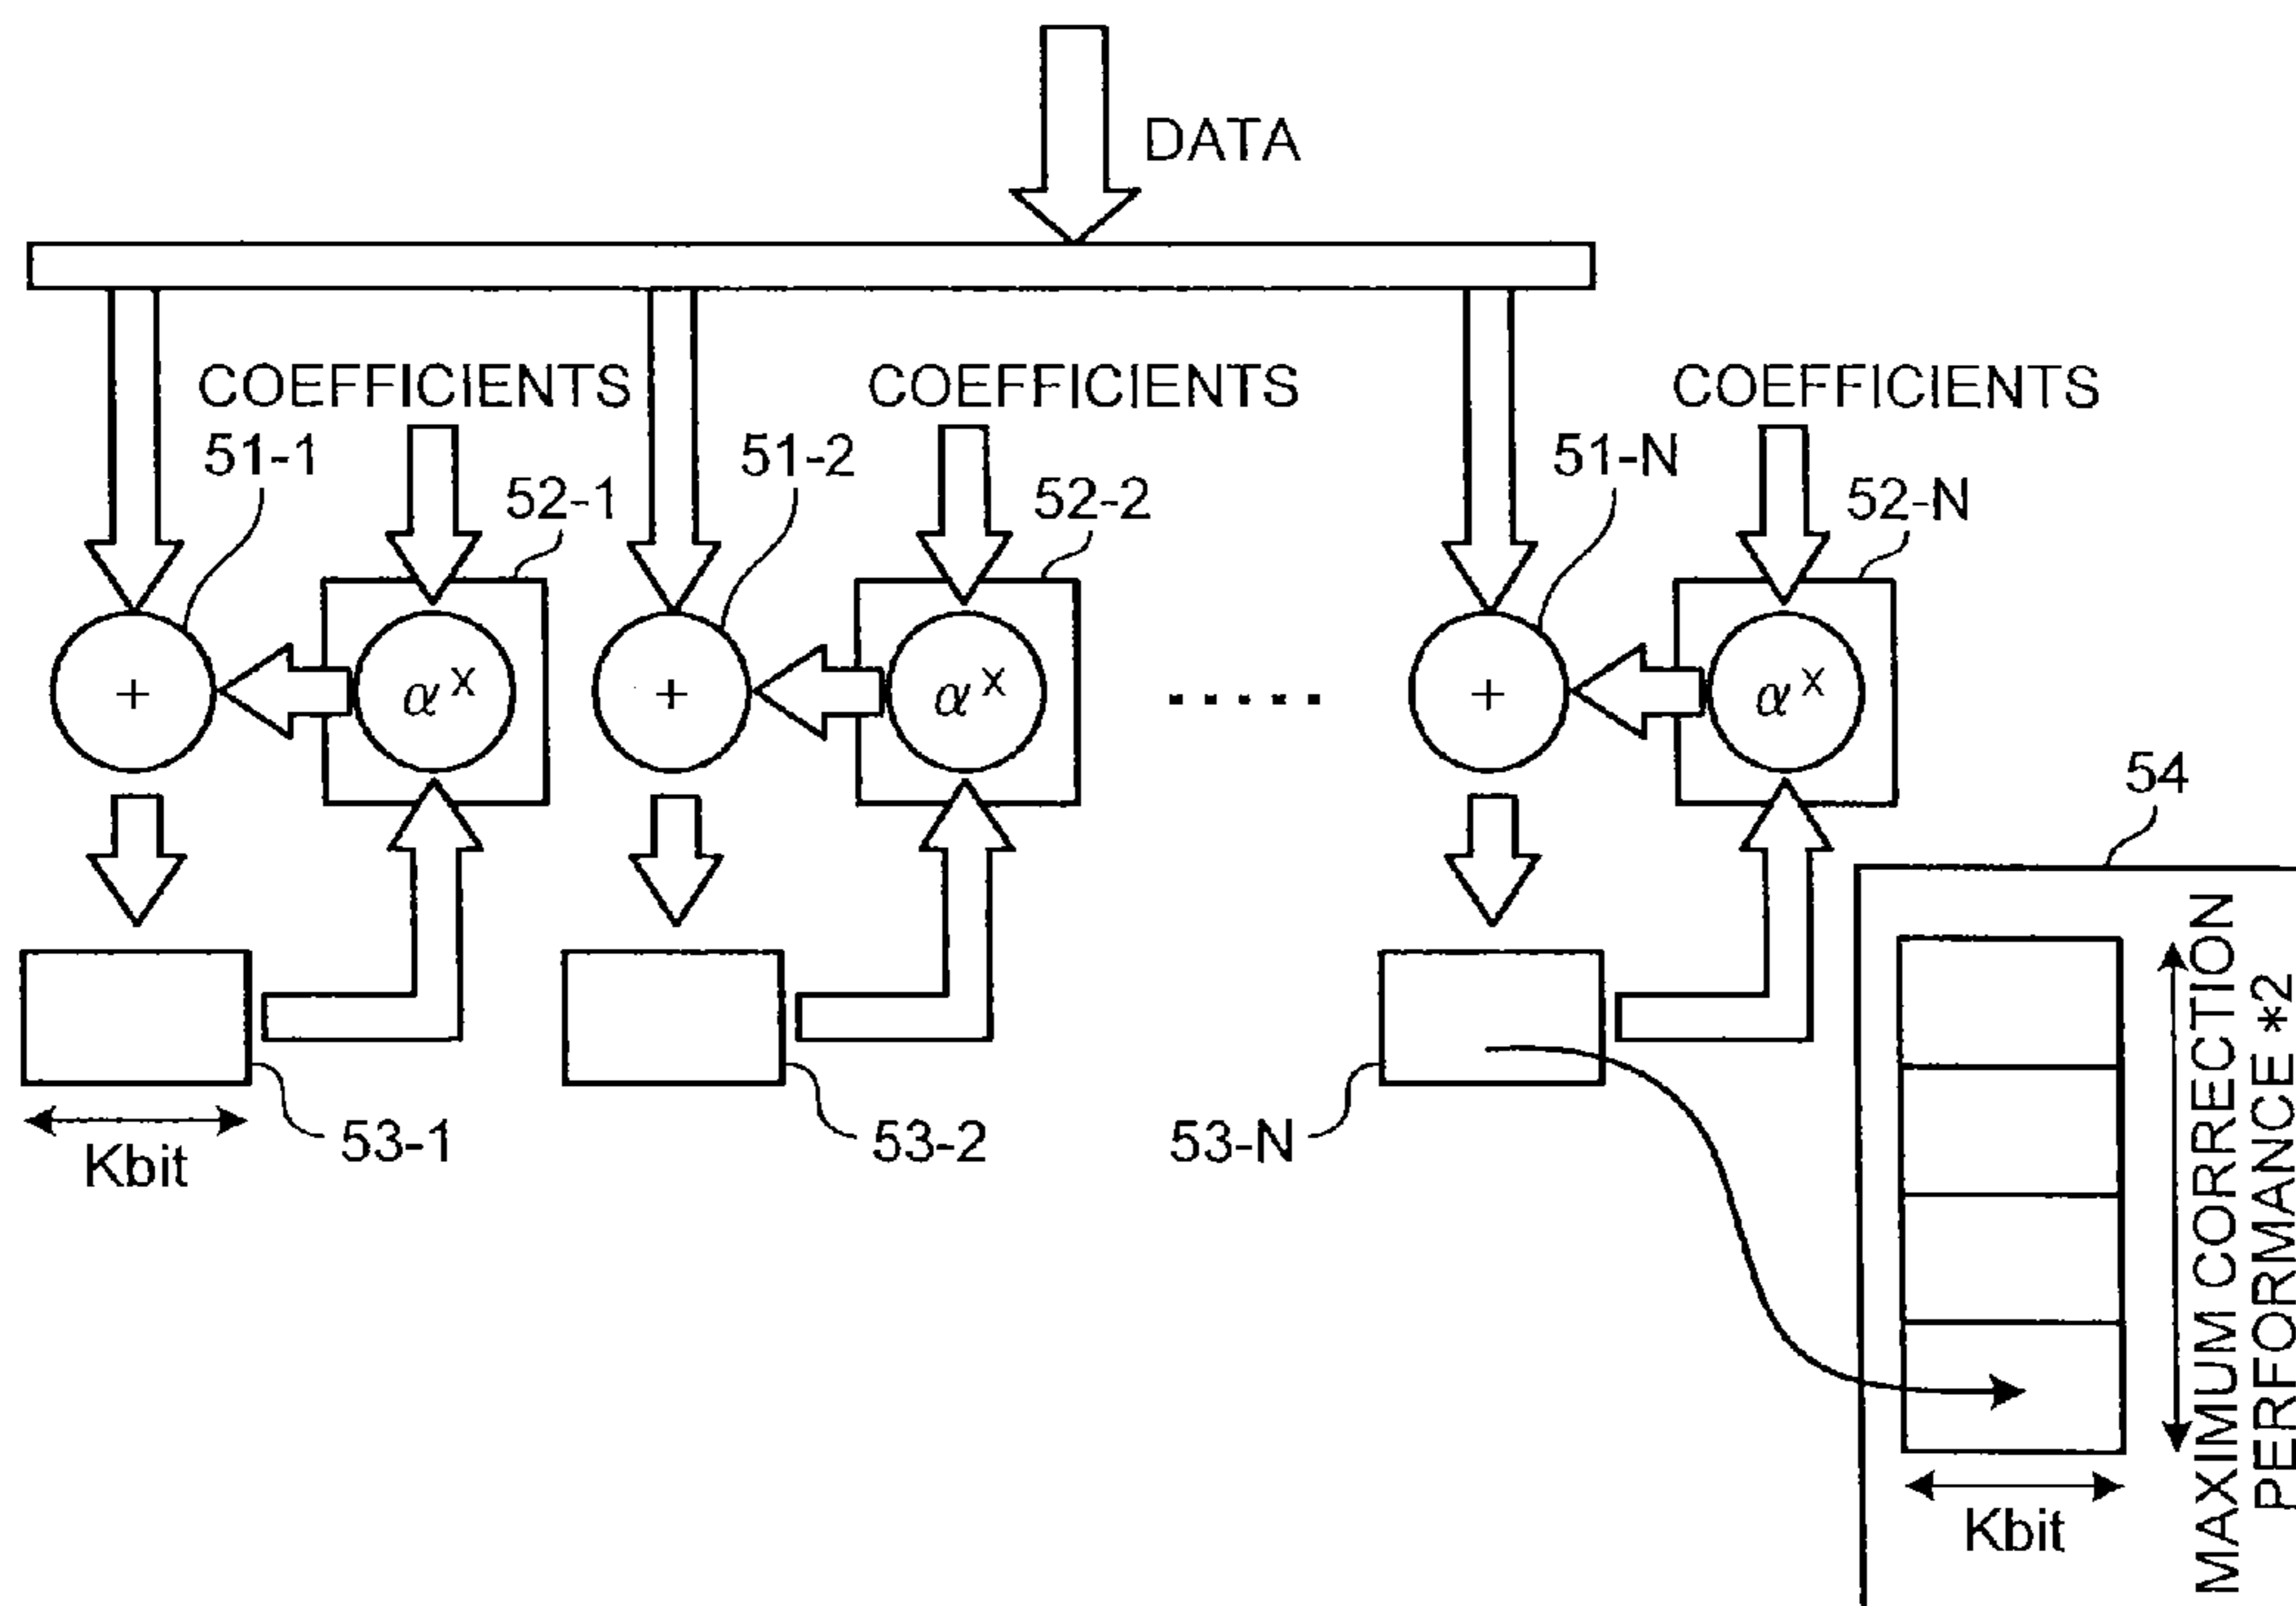 DATA
COEFFICIENTS COEFFICIENTS COEFFICIENTS
51-1 51-2 51-N
52-1 52-2 52-N
+ α^x + α^x ..... + α^x
54
53-1 53-2 53-N
Kbit
MAXIMUM CORRECTION
PERFORMANCE *2
Kbit